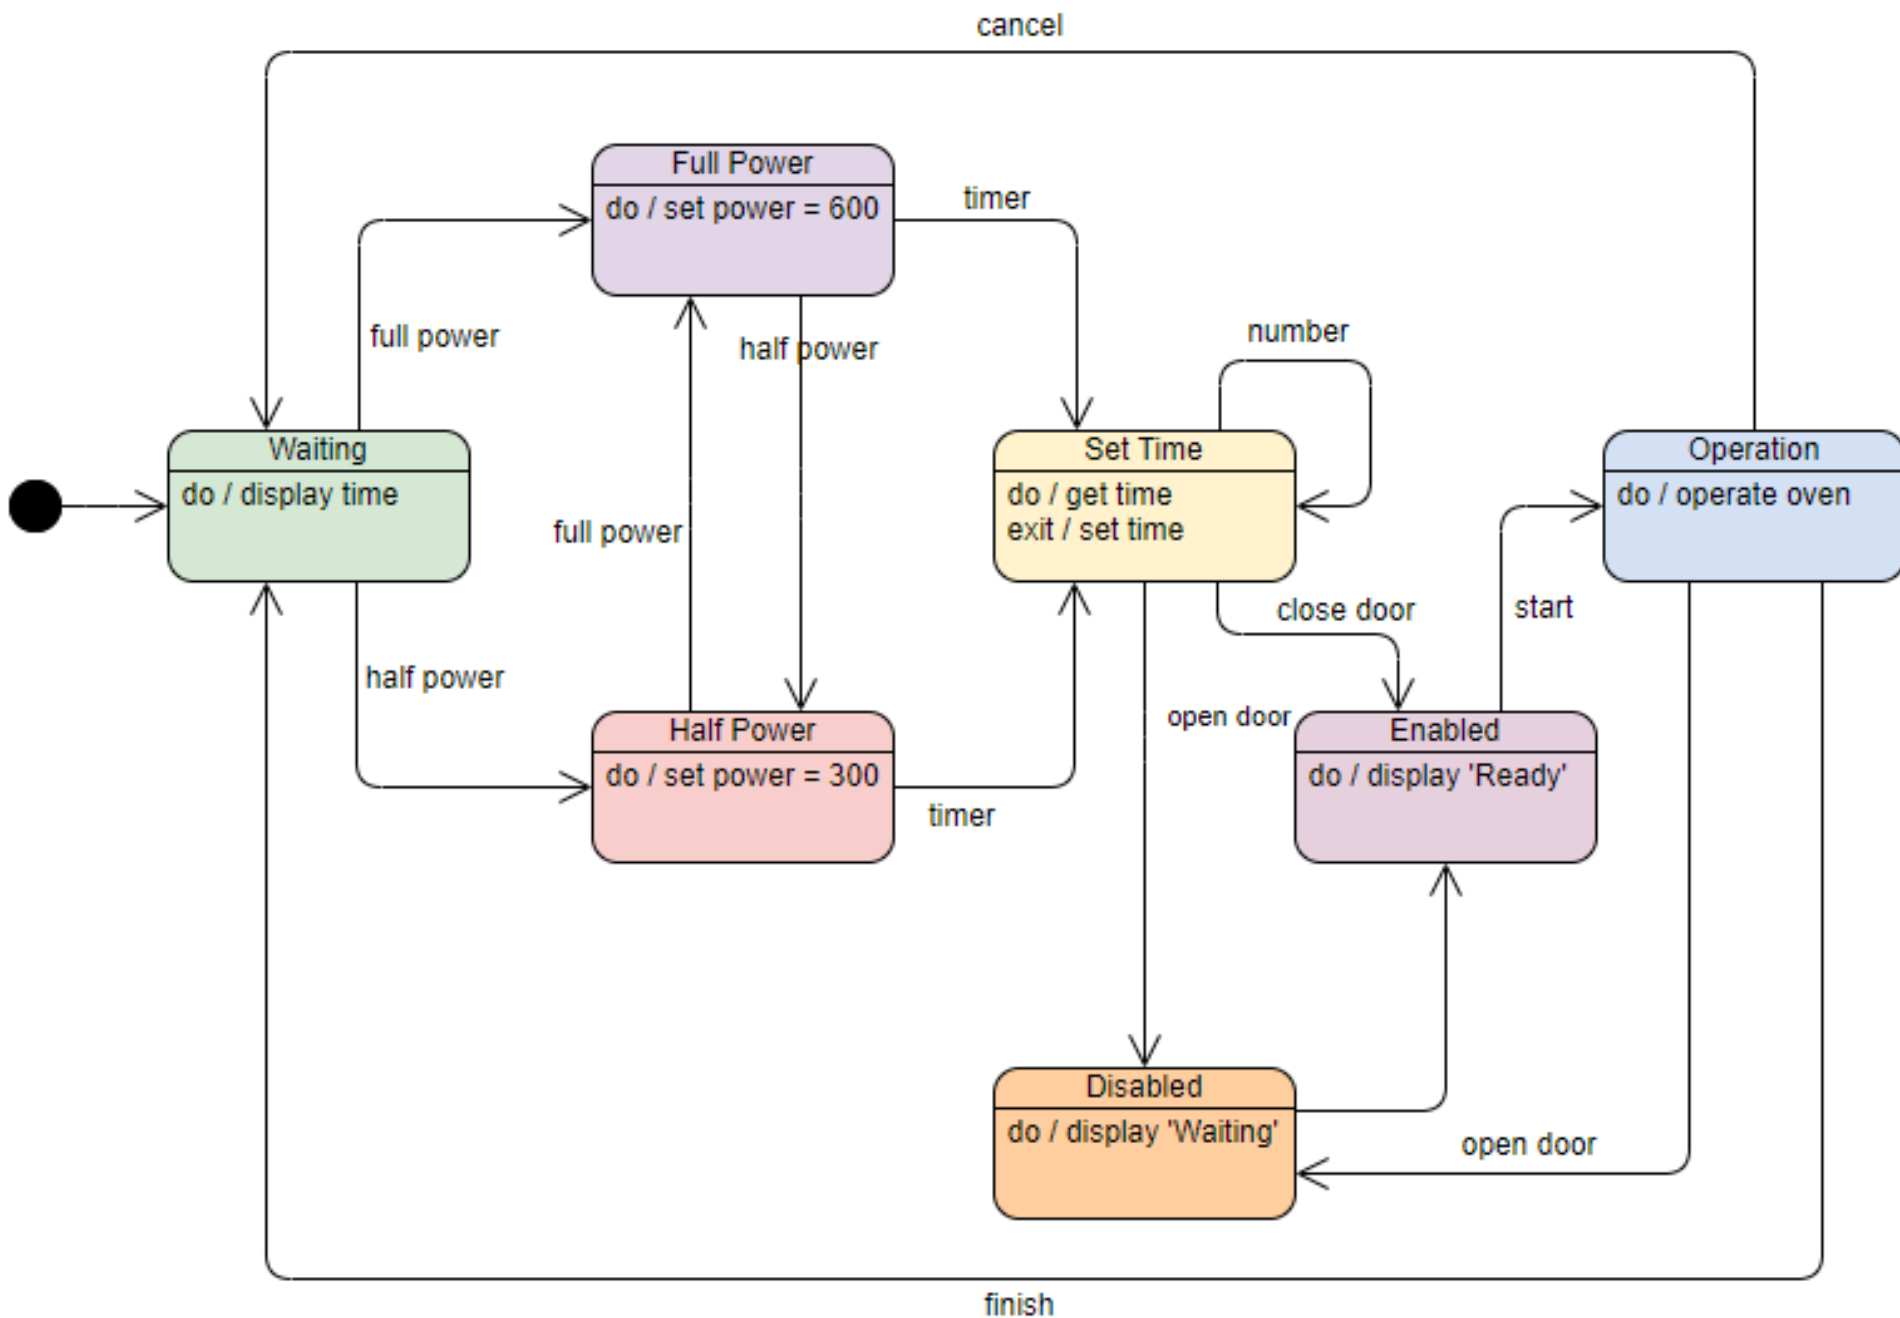 cancel
Full Power
do / set power = 600
timer
full power
half power
number
Waiting
do / display time
Set Time
do / get time
exit / set time
Operation
do / operate oven
full power
close door
start
half power
open door
Half Power
do / set power = 300
timer
Enabled
do / display 'Ready'
Disabled
do / display 'Waiting'
open door
finish